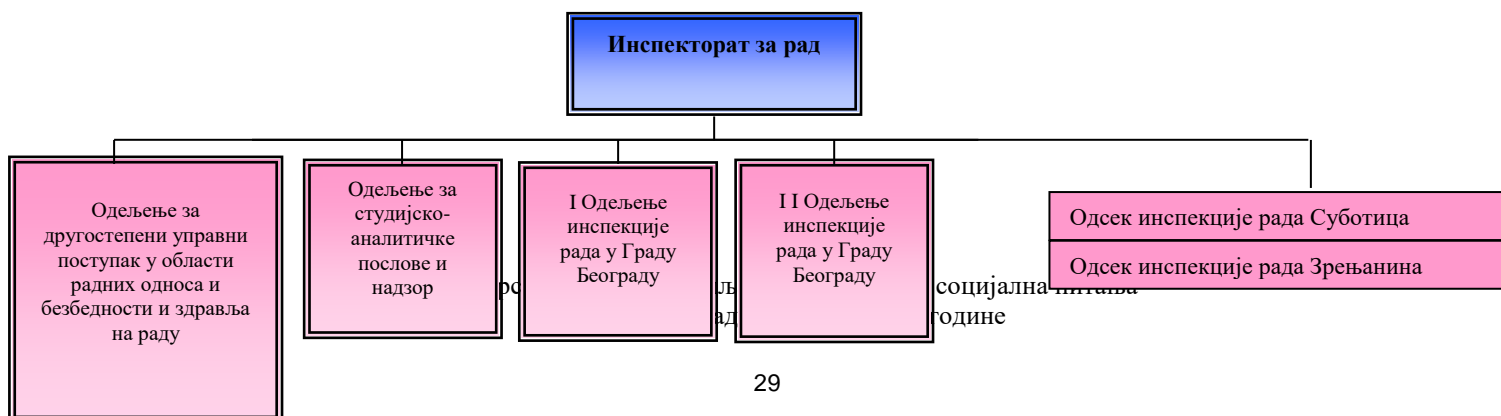 Инспекторат за рад
Одељење за
другостепени управни
поступак у области
радних односа и
безбедности и здравља
на раду
Одељење за
студијско-
аналитичке
послове и
надзор
I Одељење
инспекције
рада у Граду
Београду
I I Одељење
инспекције
рада у Граду
Београду
Одсек инспекције рада Суботица
Одсек инспекције рада Зрењанина
социјална
године
29